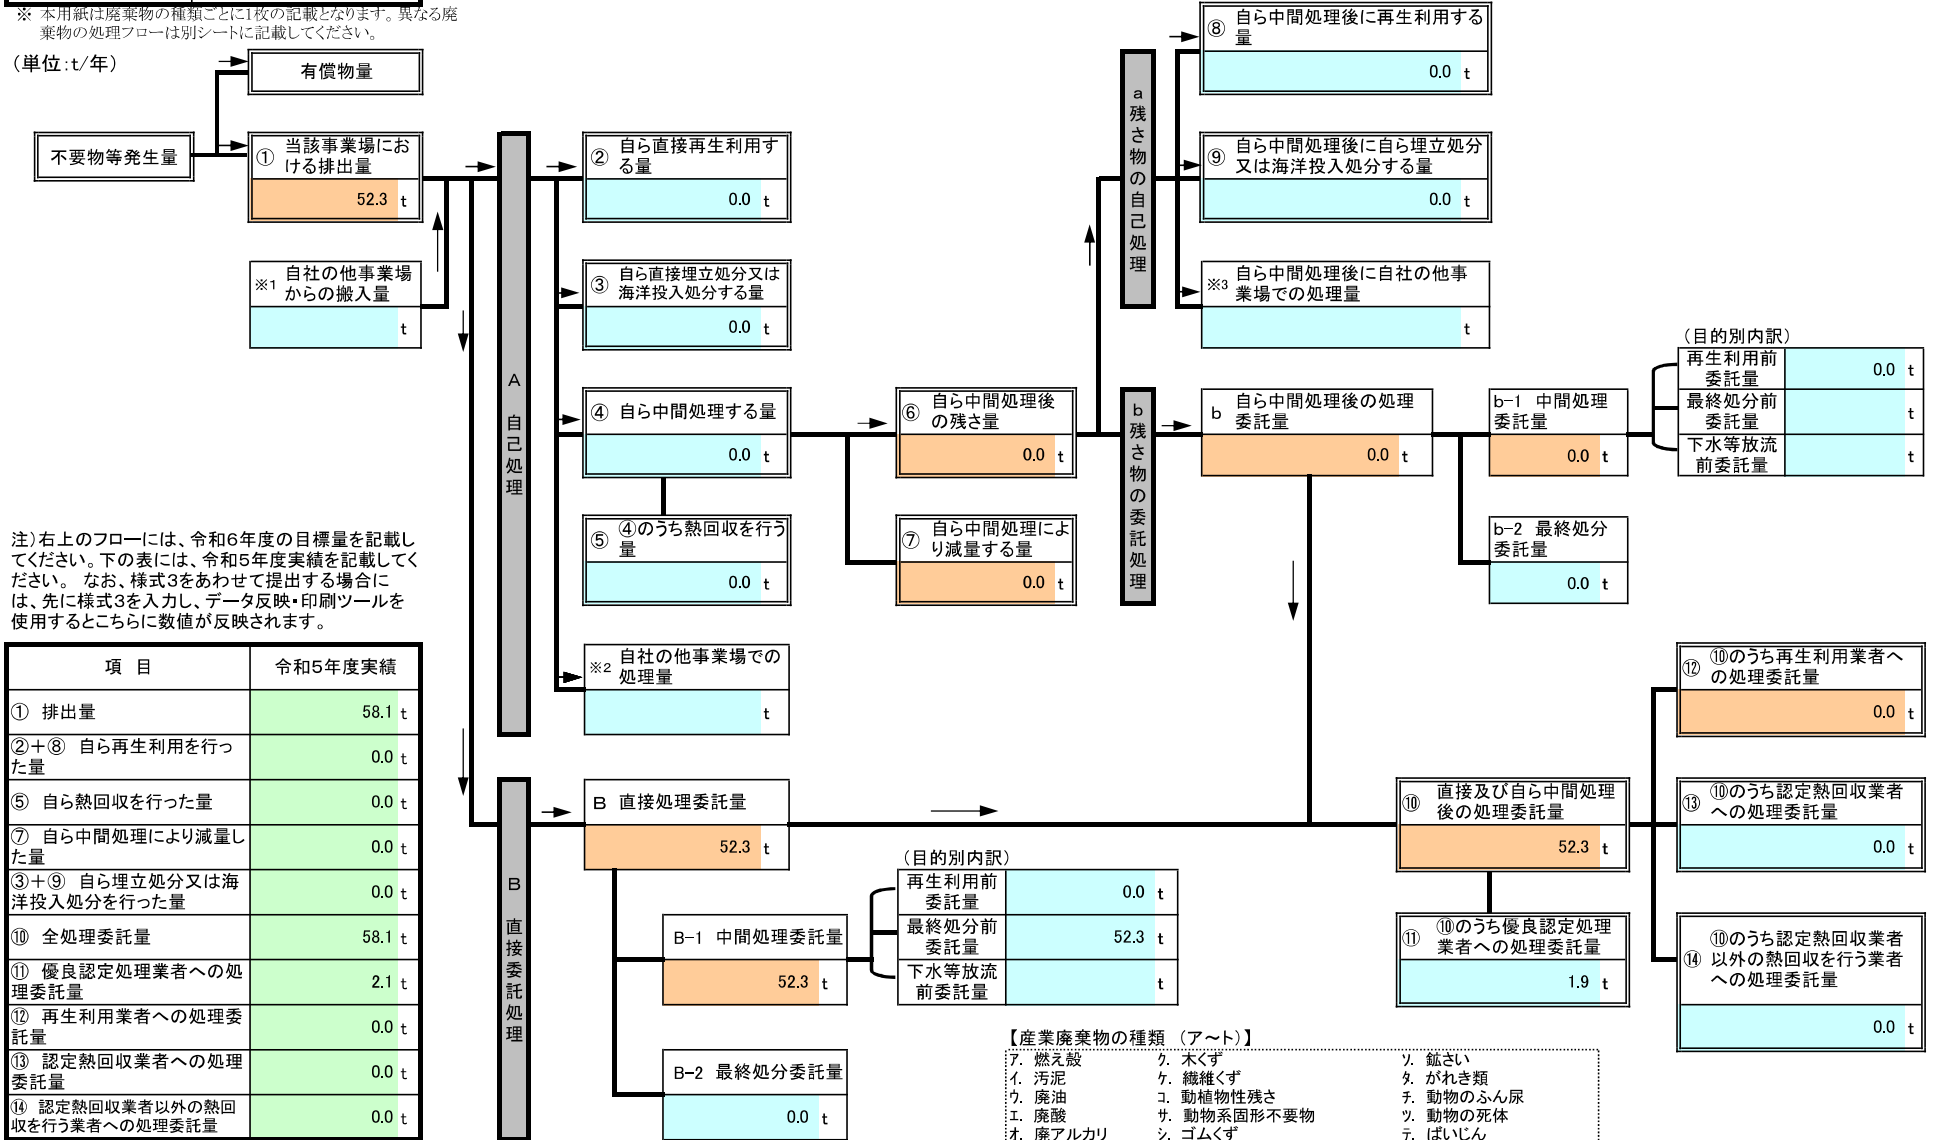 ※ 本用紙は廃棄物の種類ごとに1枚の記載となります。異なる廃
棄物の処理フローは別シートに記載してください。
(単位:t/年)
有償物量
不要物等発生量
① 当該事業場にお
ける排出量
52.3 t
※1 自社の他事業場
からの搬入量
t
A 自己処理
② 自ら直接再生利用す
る量
0.0 t
③ 自ら直接埋立処分又は
海洋投入処分する量
0.0 t
④ 自ら中間処理する量
0.0 t
⑤ ④のうち熱回収を行う
量
0.0 t
※2 自社の他事業場での
処理量
t
⑥ 自ら中間処理後
の残さ量
0.0 t
⑦ 自ら中間処理によ
り減量する量
0.0 t
a 残さ物の自己処理
⑧ 自ら中間処理後に再生利用する
量
0.0 t
⑨ 自ら中間処理後に自ら埋立処分
又は海洋投入処分する量
0.0 t
※3 自ら中間処理後に自社の他事
業場での処理量
t
b 残さ物の委託処理
b 自ら中間処理後の処理
委託量
0.0 t
b-1 中間処理
委託量
0.0 t
b-2 最終処分
委託量
0.0 t
(目的別内訳)
再生利用前
委託量
0.0 t
最終処分前
委託量
t
下水等放流
前委託量
t
注)右上のフローには、令和6年度の目標量を記載し
てください。下の表には、令和5年度実績を記載してく
ださい。 なお、様式3をあわせて提出する場合に
は、先に様式3を入力し、データ反映・印刷ツールを
使用するとこちらに数値が反映されます。
項 目 令和5年度実績
① 排出量 58.1 t
②+⑧ 自ら再生利用を行っ
た量 0.0 t
⑤ 自ら熱回収を行った量 0.0 t
⑦ 自ら中間処理により減量し
た量 0.0 t
③+⑨ 自ら埋立処分又は海
洋投入処分を行った量 0.0 t
⑩ 全処理委託量 58.1 t
⑪ 優良認定処理業者への処
理委託量 2.1 t
⑫ 再生利用業者への処理委
託量 0.0 t
⑬ 認定熱回収業者への処理
委託量 0.0 t
⑭ 認定熱回収業者以外の熱回
収を行う業者への処理委託量 0.0 t
B 直接委託処理
B 直接処理委託量
52.3 t
B-1 中間処理委託量
52.3 t
B-2 最終処分委託量
0.0 t
(目的別内訳)
再生利用前
委託量
0.0 t
最終処分前
委託量
52.3 t
下水等放流
前委託量
t
⑩ 直接及び自ら中間処理
後の処理委託量
52.3 t
⑪ ⑩のうち優良認定処理
業者への処理委託量
1.9 t
⑫ ⑩のうち再生利用業者へ
の処理委託量
0.0 t
⑬ ⑩のうち認定熱回収業者
への処理委託量
0.0 t
⑭ ⑩のうち認定熱回収業者
以外の熱回収を行う業者
への処理委託量
0.0 t
【産業廃棄物の種類 (ア~ト)】
ア. 燃え殻 ク. 木くず ソ. 鉱さい
イ. 汚泥 ケ. 繊維くず タ. がれき類
ウ. 廃油 コ. 動植物性残さ チ. 動物のふん尿
エ. 廃酸 サ. 動物系固形不要物 ツ. 動物の死体
オ. 廃アルカリ シ. ゴムくず テ. ばいじん